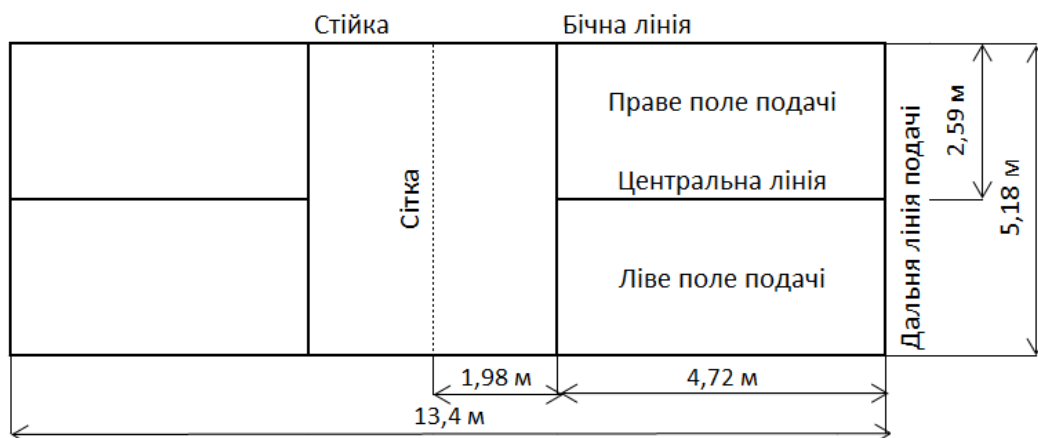 Стійка
Бічна лінія
Праве поле подачі
Центральна лінія
Ліве поле подачі
Сітка
Дальня лінія подачі
2,59 м
5,18 м
1,98 м
4,72 м
13,4 м